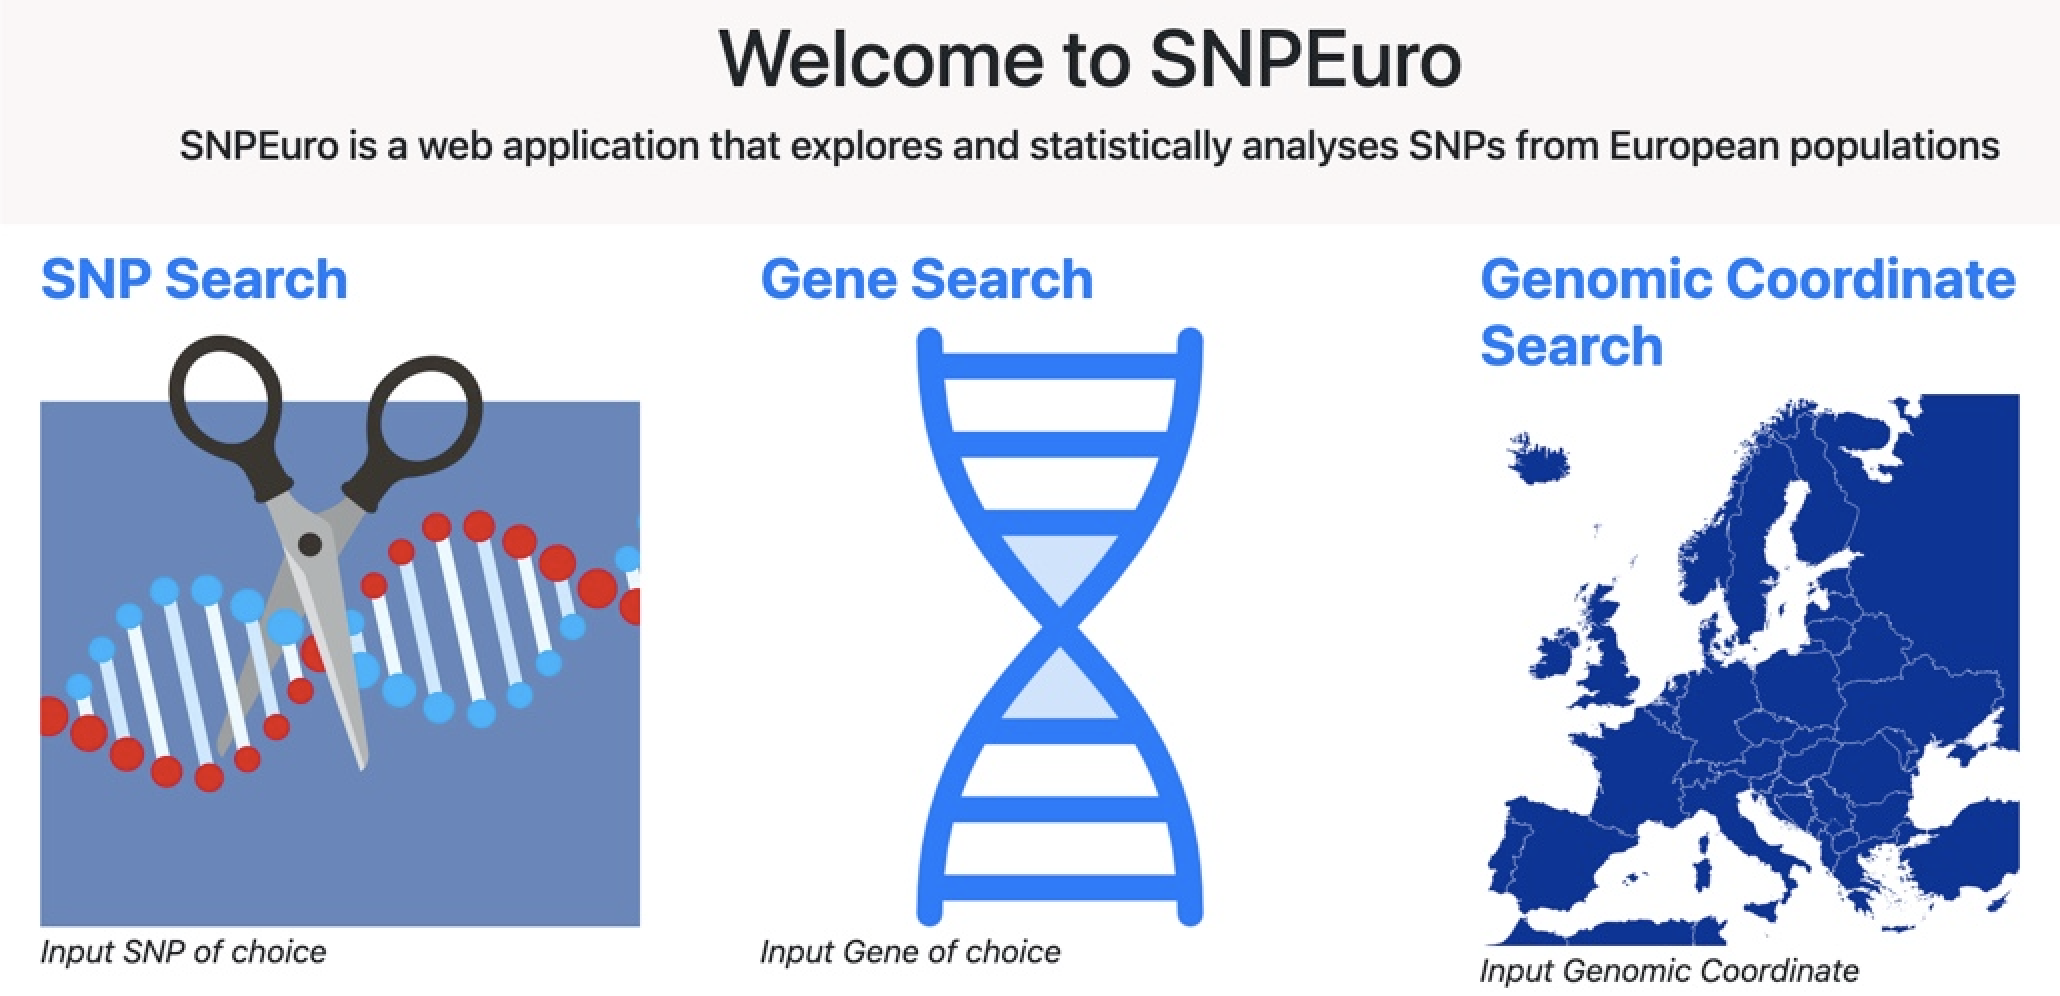 Welcome to SNPEuro
SNPEuro is a web application that explores and statistically analyses SNPs from European populations
SNP Search
Input SNP of choice
Gene Search
Input Gene of choice
Genomic Coordinate
Search
Input Genomic Coordinate